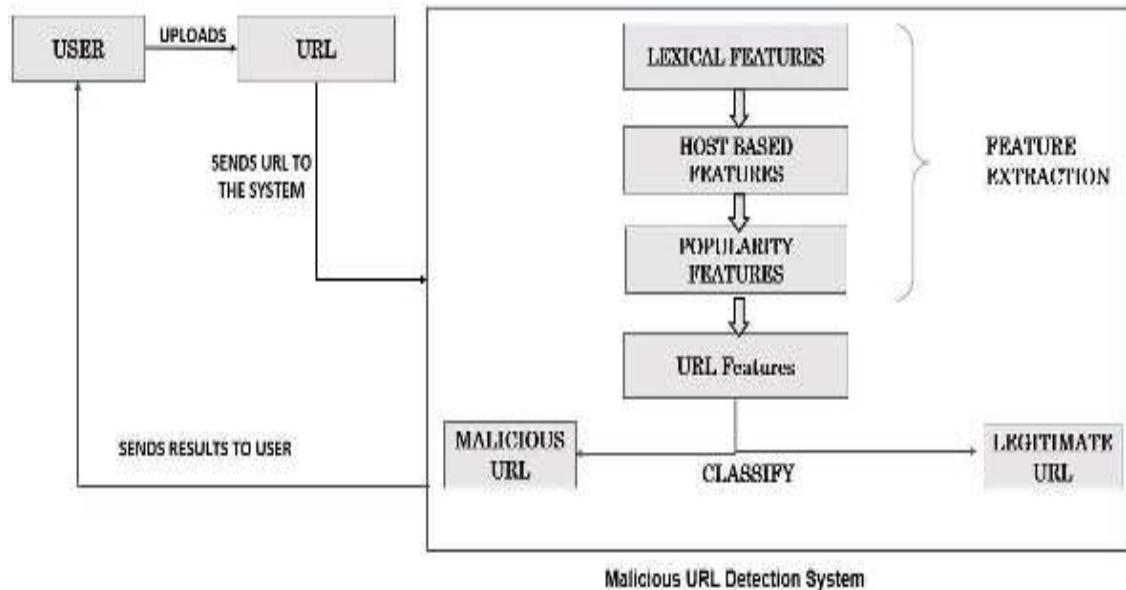 USER
UPLOADS
URL
SENDS URL TO
THE SYSTEM
SENDS RESULTS TO USER
LEXICAL FEATURES
HOST BASED
FEATURES
POPULARITY
FEATURES
FEATURE
EXTRACTION
URL Features
MALICIOUS
URL
CLASSIFY
LEGITIMATE
URL
Malicious URL Detection System